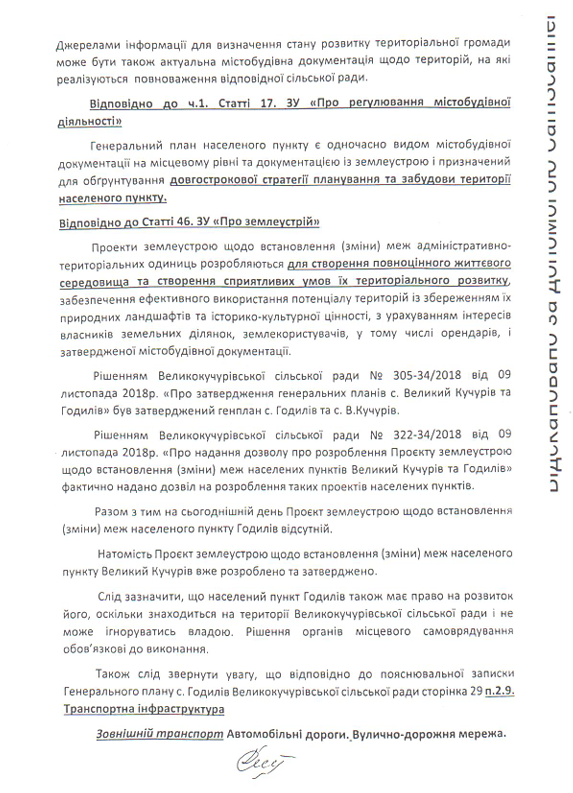 Джерелами інформації для визначення стану розвитку територіальної громади
може бути також актуальна містобудівна документація щодо територій, на які
реалізуються повноваження відповідної сільської ради.
Відповідно до ч.1. Статті 17. ЗУ «Про регулювання містобудівної
діяльності»
Генеральний план населеного пункту є одночасно видом містобудівної
документації на місцевому рівні та документацією із землеустрою і призначений
для обґрунтування довгострокової стратегії планування та забудови території
населеного пункту.
Відповідно до Статті 46. ЗУ «Про землеустрій»
Проекти землеустрою щодо встановлення (зміни) меж адміністративно-
територіальних одиниць розробляються для створення повноцінного життєвого
середовища та створення сприятливих умов їх територіального розвитку,
забезпечення ефективного використання потенціалу територій із збереженням їх
природних ландшафтів та історико-культурної цінності, з урахуванням інтересів
власників земельних ділянок, землекористувачів, у тому числі орендарів, і
затвердженої містобудівної документації.
Рішенням Великокучурівської сільської ради № 305-34/2018 від 09
листопада 2018р. «Про затвердження генеральних планів с. Великий Кучурів та
Годилів» був затверджений генплан с. Годилів та с. В.Кучурів.
Рішенням Великокучурівської сільської ради № 322-34/2018 від 09
листопада 2018р. «Про надання дозволу про розроблення Проєкту землеустрою
щодо встановлення (зміни) меж населених пунктів Великий Кучурів та Годилів»
фактично надано дозвіл на розроблення таких проектів населених пунктів.
Разом з тим на сьогоднішній день Проєкт землеустрою щодо встановлення
(зміни) меж населеного пункту Годилів відсутній.
Натомість Проєкт землеустрою щодо встановлення (зміни) меж населеного
пункту Великий Кучурів вже розроблено та затверджено.
Слід зазначити, що населений пункт Годилів також має право на розвиток
його, оскільки знаходиться на території Великокучурівської сільської ради і не
може ігноруватись владою. Рішення органів місцевого самоврядування
обов’язкові до виконання.
Також слід звернути увагу, що відповідно до пояснювальної записки
Генерального плану с. Годилів Великокучурівської сільської ради сторінка 29 п.2.9.
Транспортна інфраструктура
Зовнішній транспорт Автомобільні дороги. Вулично-дорожня мережа.